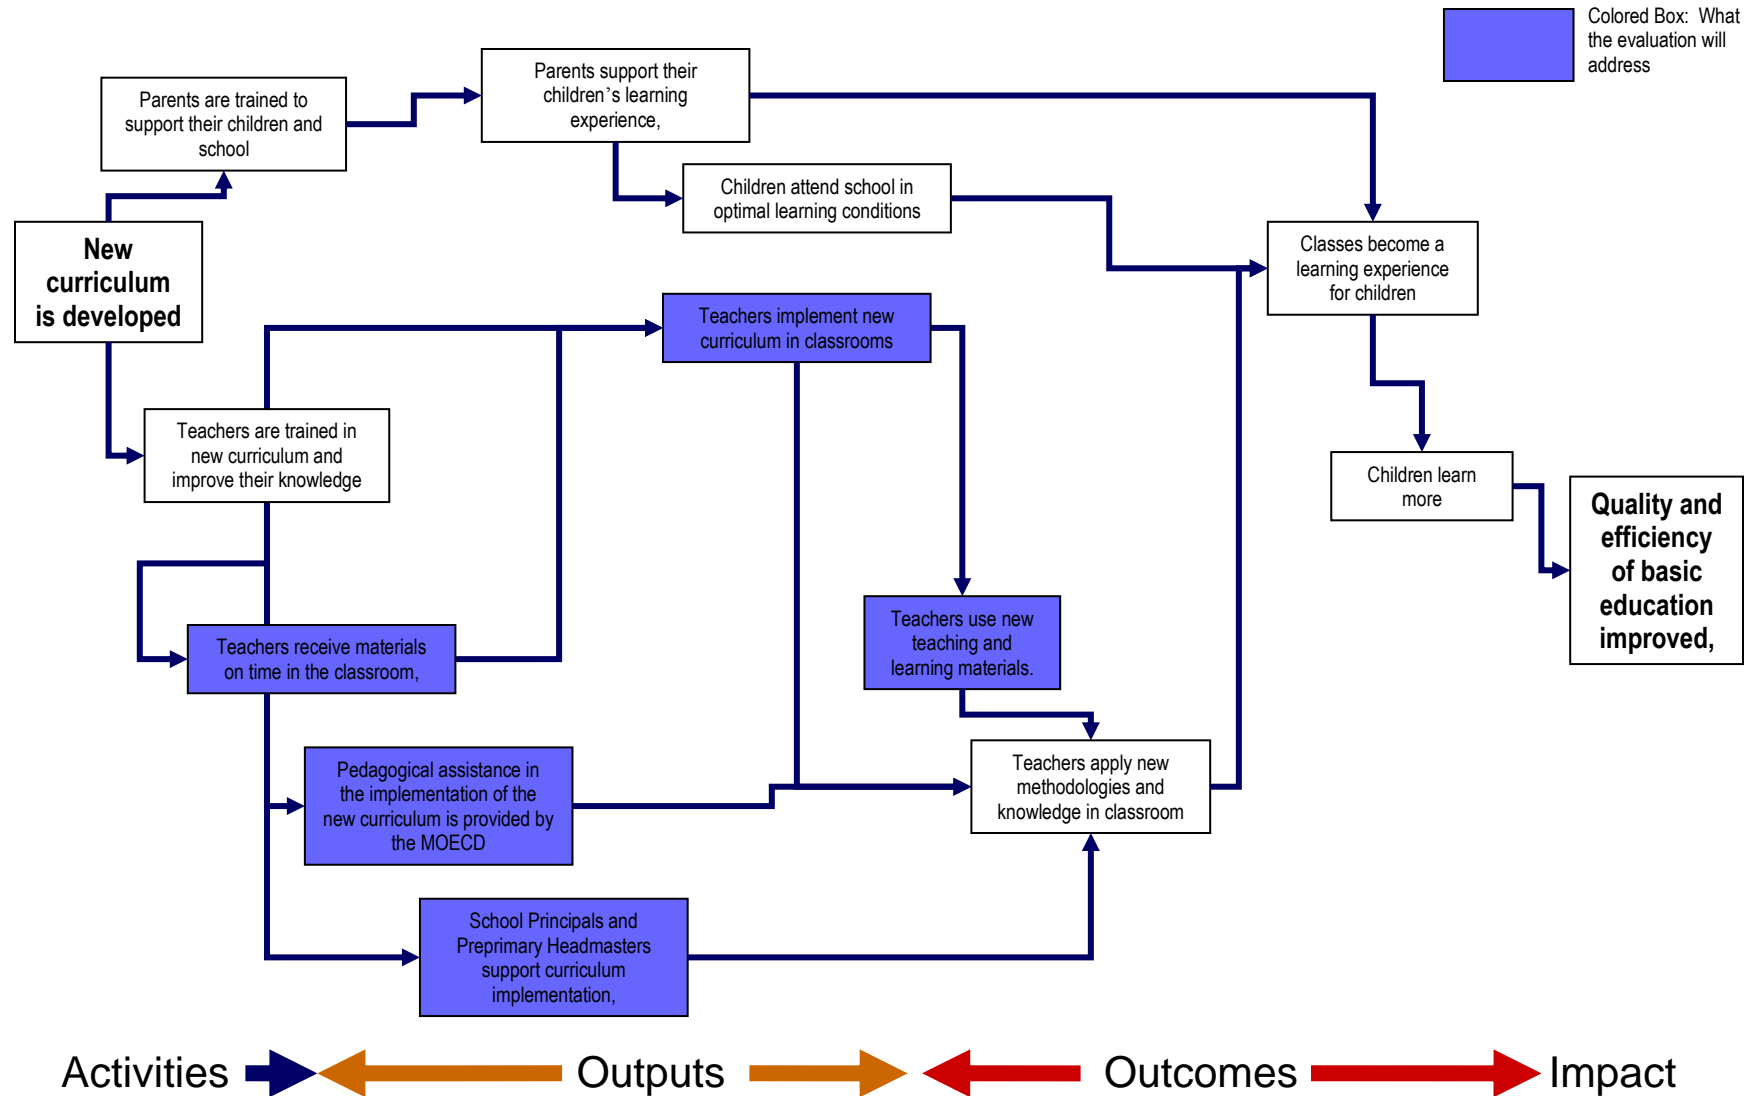 Colored Box:  What
the evaluation will
address
Parents are trained to
support their children and
school
Parents support their
children’s learning
experience,
Children attend school in
optimal learning conditions
New
curriculum
is developed
Classes become a
learning experience
for children
Teachers implement new
curriculum in classrooms
Teachers are trained in
new curriculum and
improve their knowledge
Children learn
more
Quality and
efficiency
of basic
education
improved,
Teachers receive materials
on time in the classroom,
Teachers use new
teaching and
learning materials.
Pedagogical assistance in
the implementation of the
new curriculum is provided by
the MOECD
Teachers apply new
methodologies and
knowledge in classroom
School Principals and
Preprimary Headmasters
support curriculum
implementation,
Activities
Outputs
Outcomes
Impact